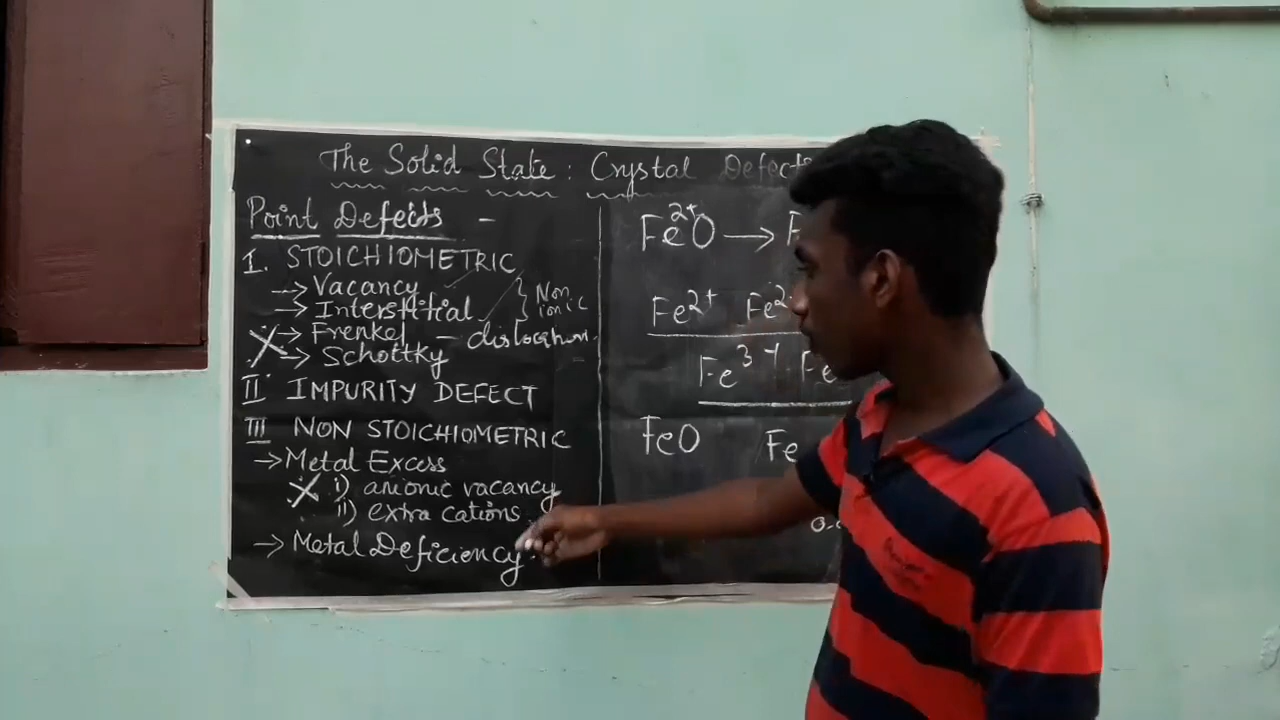 The Solid State : Crystal Defects
Point Defects -
I. STOICHIOMETRIC
→ Vacancy
→ Interstitial
} Non ionic
→ Frenkel - dislocation.
→ Schottky
II IMPURITY DEFECT
III NON STOICHIOMETRIC
→ Metal Excess
i) anionic vacancy
ii) extra cations
→ Metal Deficiency.
Fe²⁺O → F
Fe²⁺ Fe²
Fe³⁺ Fe
FeO Fe